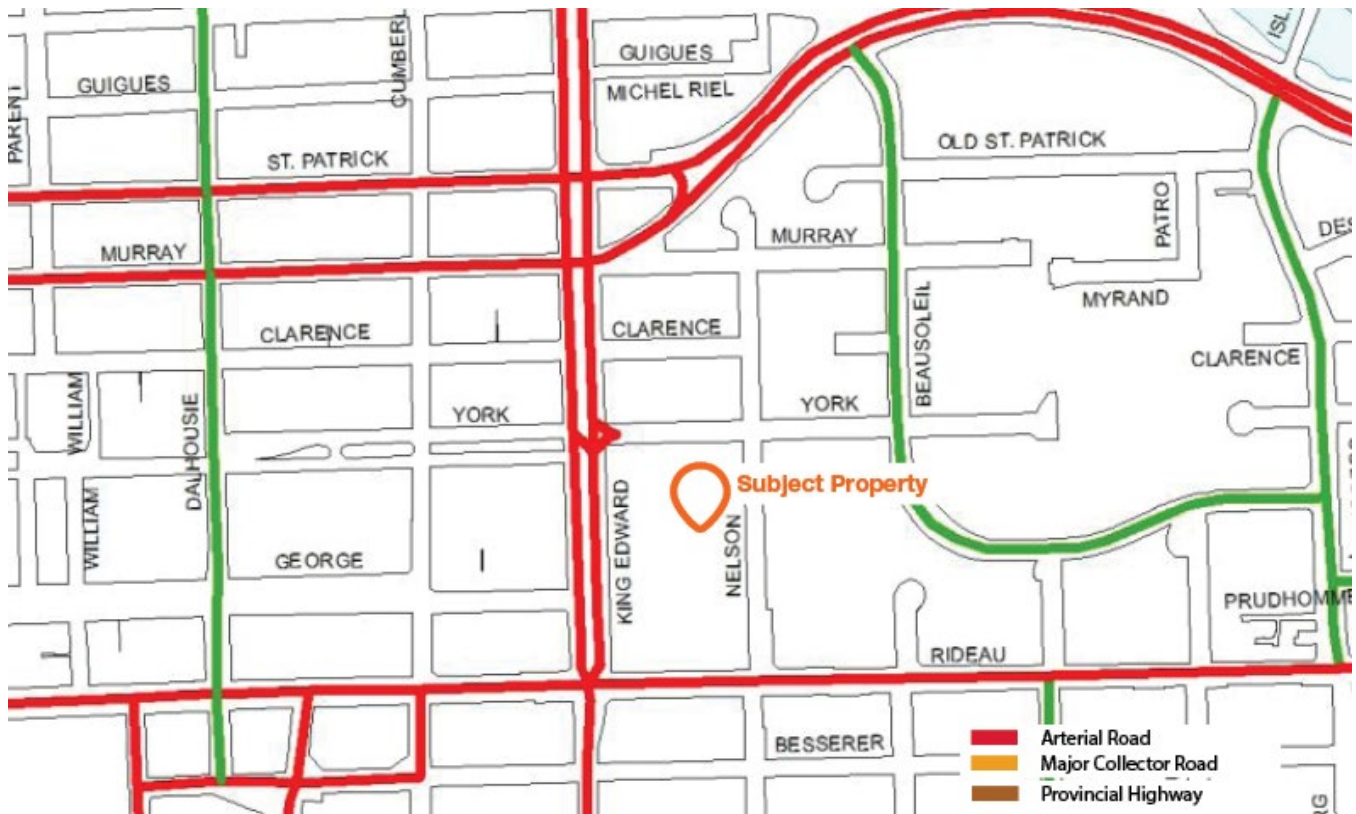 GUIGUES
CUMBERL
GUIGUES
MICHEL RIEL
ISL
PARENT
ST. PATRICK
OLD ST. PATRICK
MURRAY
MURRAY
PATRO
DES
MYRAND
CLARENCE
CLARENCE
BEAUSOLEIL
CLARENCE
WILLIAM
DALHOUSIE
YORK
YORK
Subject Property
WILLIAM
GEORGE
KING EDWARD
NELSON
PRUDHOMME
RIDEAU
BESSERER
Arterial Road
Major Collector Road
Provincial Highway
RG